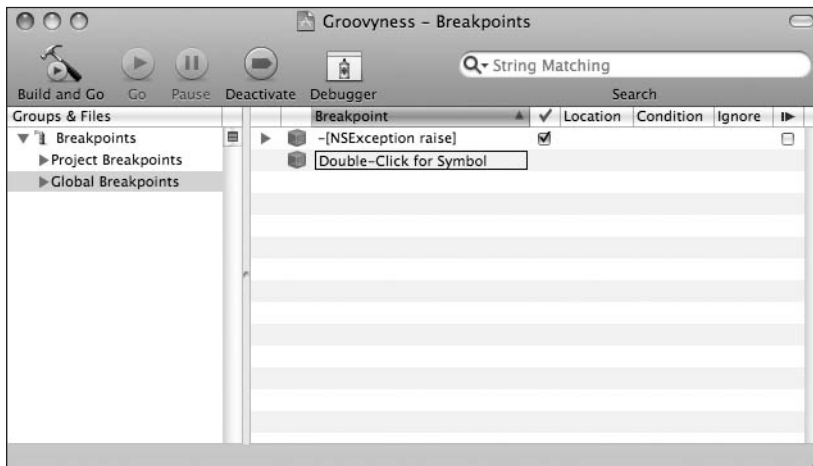 Groovyness – Breakpoints
String Matching
Build and Go Go Pause Deactivate Debugger Search
Groups & Files Breakpoint Location Condition Ignore
Breakpoints -[NSException raise]
Project Breakpoints Double-Click for Symbol
Global Breakpoints